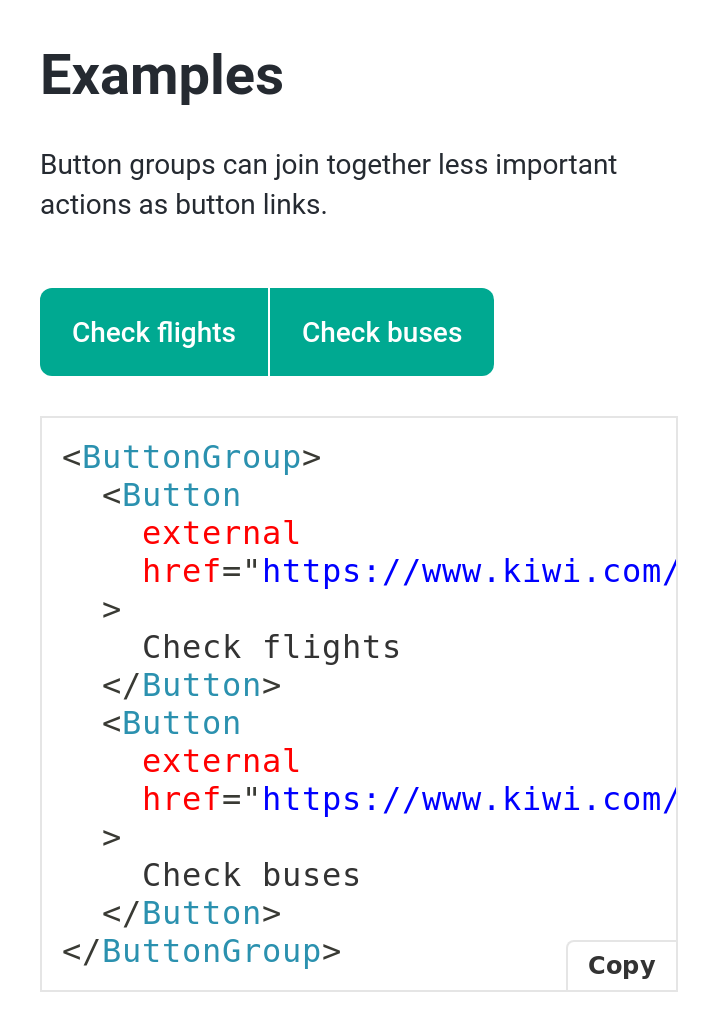 Examples
Button groups can join together less important
actions as button links.
Check flights Check buses
<ButtonGroup>
  <Button
    external
    href="https://www.kiwi.com/
  >
    Check flights
  </Button>
  <Button
    external
    href="https://www.kiwi.com/
  >
    Check buses
  </Button>
</ButtonGroup>
Copy